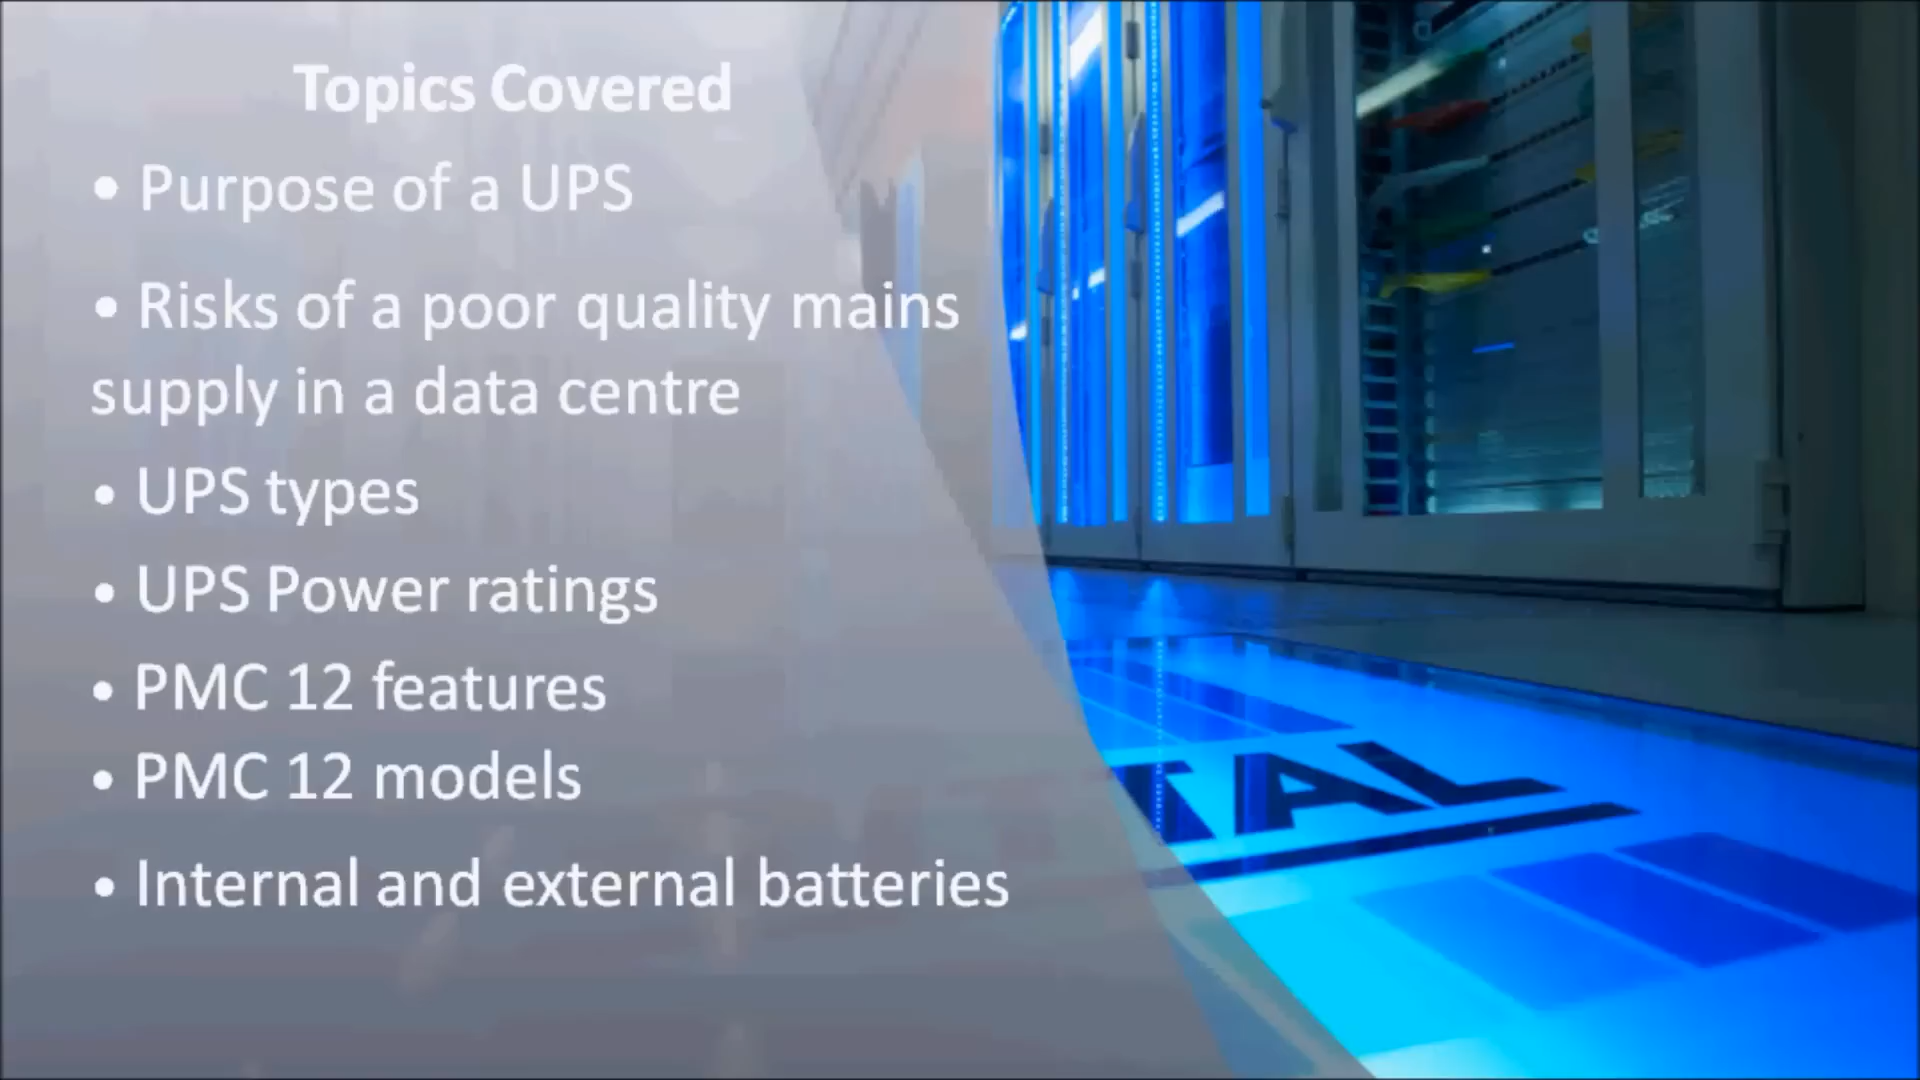 Topics Covered
• Purpose of a UPS
• Risks of a poor quality mains
supply in a data centre
• UPS types
• UPS Power ratings
• PMC 12 features
• PMC 12 models
• Internal and external batteries
TAL